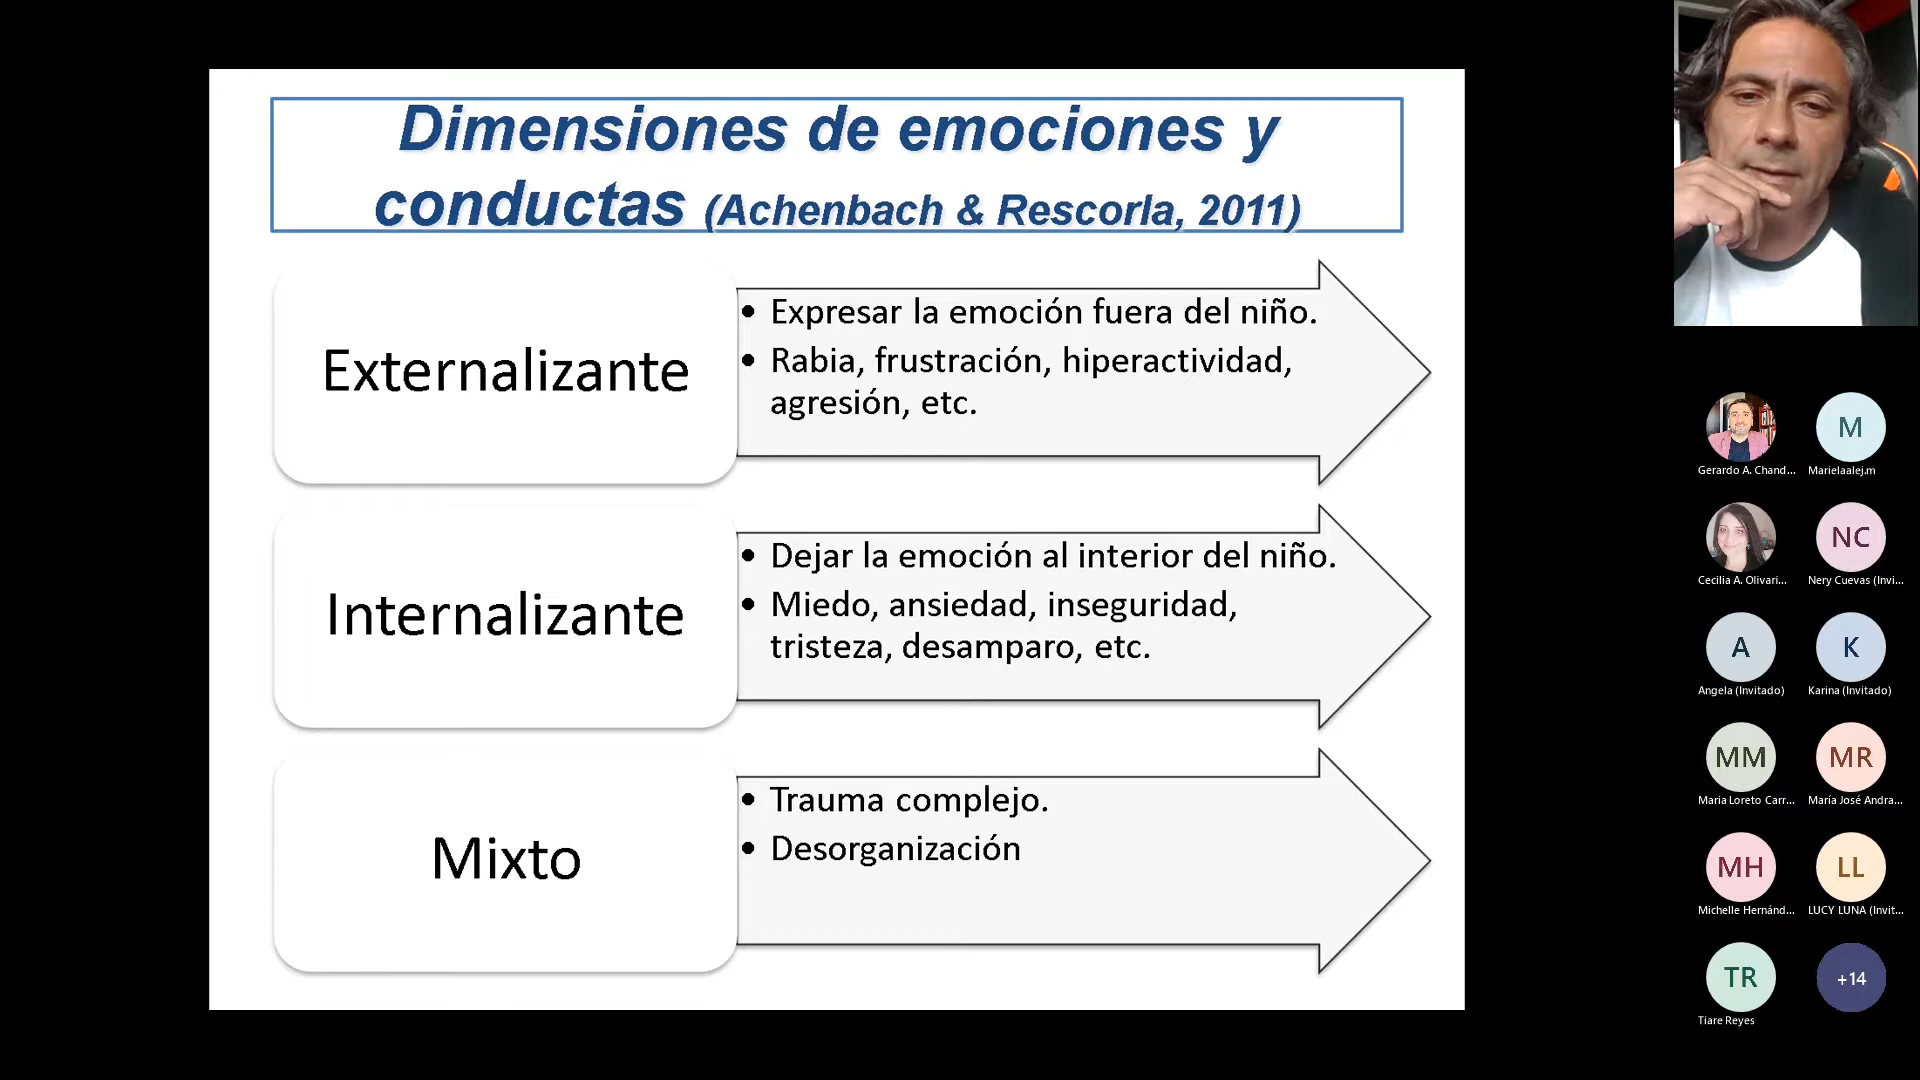 Dimensiones de emociones y
conductas (Achenbach & Rescorla, 2011)
Externalizante
• Expresar la emoción fuera del niño.
• Rabia, frustración, hiperactividad,
agresión, etc.
Internalizante
• Dejar la emoción al interior del niño.
• Miedo, ansiedad, inseguridad,
tristeza, desamparo, etc.
Mixto
• Trauma complejo.
• Desorganización
M
Gerardo A. Chand...
Marielaalej.m
NC
Cecilia A. Olivari...
Nery Cuevas (Invi...
A
K
Angela (Invitado)
Karina (Invitado)
MM
MR
Maria Loreto Carr...
María José Andra...
MH
LL
Michelle Hernánd...
LUCY LUNA (Invit...
TR
+14
Tiare Reyes